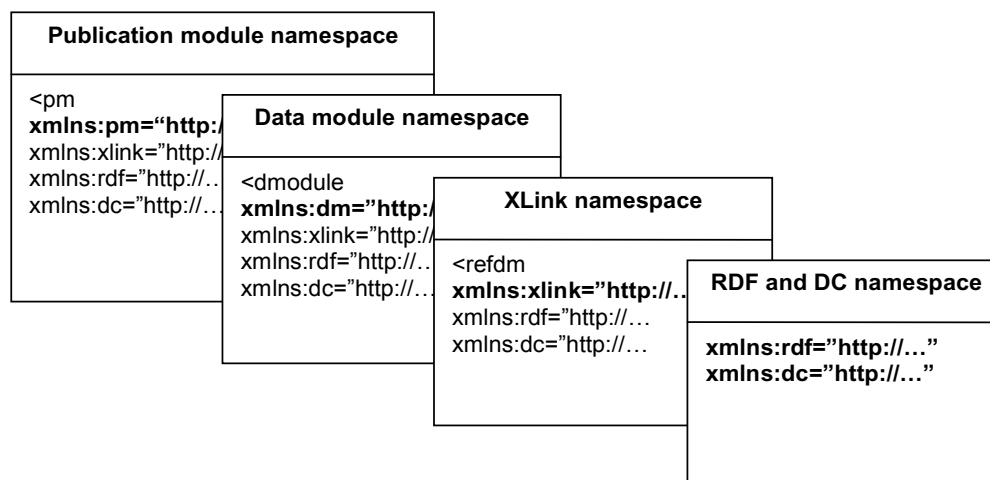 Publication module namespace
<pm
xmlns:pm=“http:/
xmlns:xlink=”http://
xmlns:rdf=”http://…
xmlns:dc=”http://…
Data module namespace
<dmodule
xmlns:dm=”http:/
xmlns:xlink=”http:/
xmlns:rdf=”http://…
xmlns:dc=”http://…
XLink namespace
<refdm
xmlns:xlink=”http://…
xmlns:rdf=”http://…
xmlns:dc=”http://…
RDF and DC namespace
xmlns:rdf=”http://…”
xmlns:dc=”http://…”